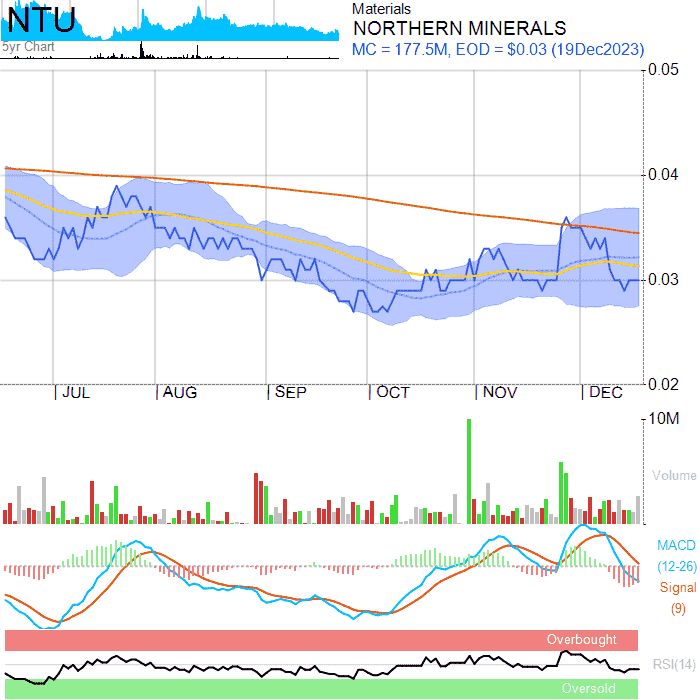 NTU
5yr Chart
Materials
NORTHERN MINERALS
MC = 177.5M, EOD = $0.03 (19Dec2023)
0.05
0.04
0.03
0.02
JUL AUG SEP OCT NOV DEC
10M
Volume
MACD
(12-26)
Signal
(9)
Overbought
RSI(14)
Oversold